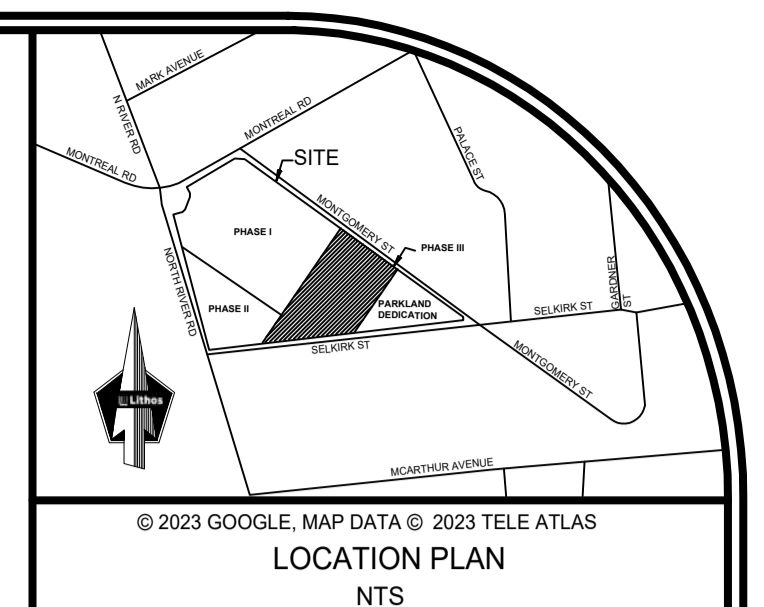 MARK AVENUE
N RIVER RD
MONTREAL RD
MONTREAL RD
SITE
PALACE ST
MONTGOMERY ST
PHASE I
PHASE III
NORTH RIVER RD
GARDNER
ST
PHASE II
PARKLAND
DEDICATION
SELKIRK ST
SELKIRK ST
MONTGOMERY ST
Lithos
MCARTHUR AVENUE
© 2023 GOOGLE, MAP DATA © 2023 TELE ATLAS
LOCATION PLAN
NTS